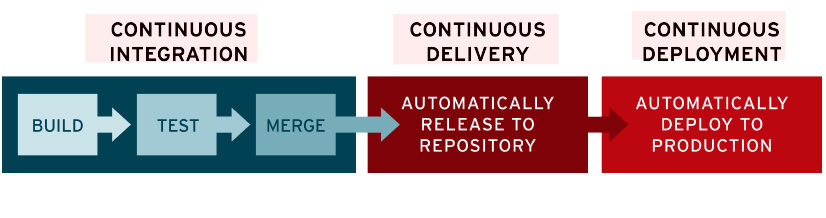 CONTINUOUS
INTEGRATION
CONTINUOUS
DELIVERY
CONTINUOUS
DEPLOYMENT
BUILD
TEST
MERGE
AUTOMATICALLY
RELEASE TO
REPOSITORY
AUTOMATICALLY
DEPLOY TO
PRODUCTION